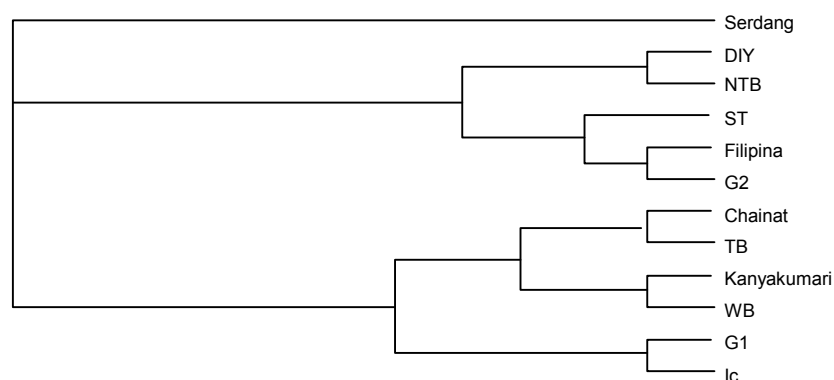 Serdang
DIY
NTB
ST
Filipina
G2
Chainat
TB
Kanyakumari
WB
G1
Ic